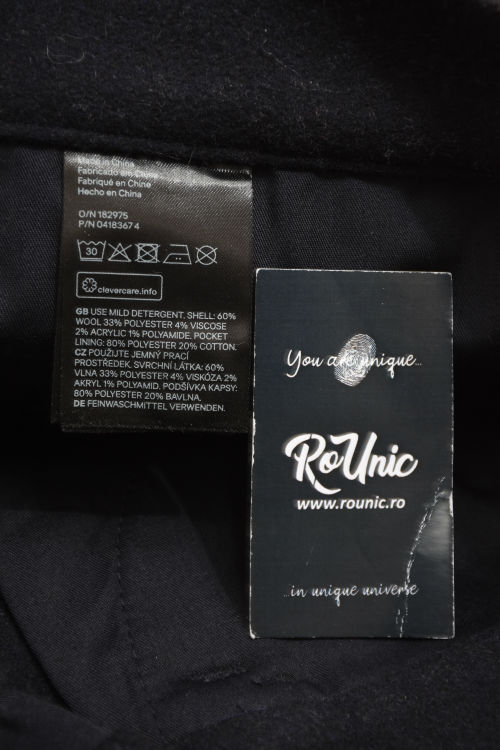 Made in China
Fabricado em China
Fabriqué en Chine
Hecho en China
O/N 182975
P/N 0418367 4
30
clevercare.info
GB USE MILD DETERGENT. SHELL: 60%
WOOL 33% POLYESTER 4% VISCOSE
2% ACRYLIC 1% POLYAMIDE. POCKET
LINING: 80% POLYESTER 20% COTTON.
CZ POUŽIJTE JEMNÝ PRACÍ
PROSTŘEDEK. SVRCHNÍ LÁTKA: 60%
VLNA 33% POLYESTER 4% VISKÓZA 2%
AKRYL 1% POLYAMID. PODŠÍVKA KAPSY:
80% POLYESTER 20% BAVLNA.
DE FEINWASCHMITTEL VERWENDEN.
You are unique...
RoUnic
www.rounic.ro
...in unique universe